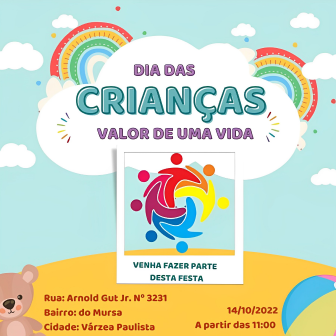 DIA DAS
CRIANÇAS
VALOR DE UMA VIDA
VENHA FAZER PARTE
DESTA FESTA
Rua: Arnold Gut Jr. Nº 3231
Bairro: do Mursa
Cidade: Várzea Paulista
14/10/2022
A partir das 11:00